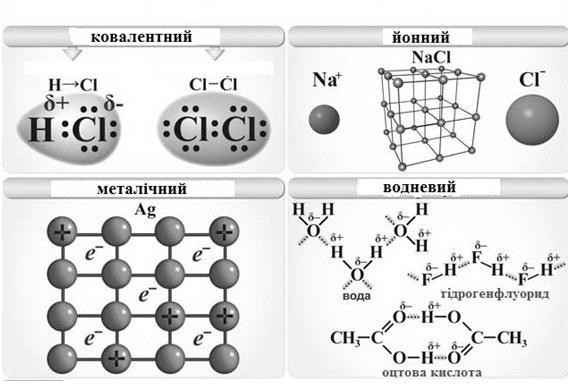 ковалентний
H→Cl
δ+ δ-
H :Cl:
Cl–Cl
:Cl:Cl:
йонний
NaCl
Na⁺
Cl⁻
металічний
Ag
+
e⁻ e⁻
e⁻
+ +
e⁻ e⁻
+
водневий
H H H
δ– O δ– O
δ+ H H δ+ H δ+
δ– O
вода
δ– F H δ+
δ+ H δ+ H
δ– F δ– F
гідрогенфлуорид
δ– O H δ+ O
CH₃–C C–CH₃
O H δ+ δ– O
оцтова кислота